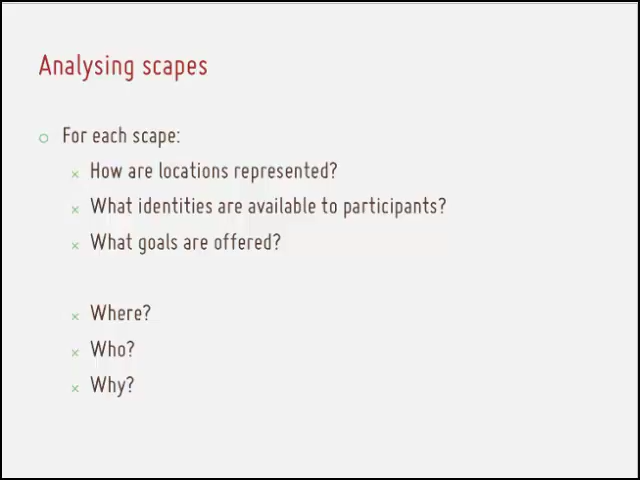 Analysing scapes
For each scape:
How are locations represented?
What identities are available to participants?
What goals are offered?
Where?
Who?
Why?